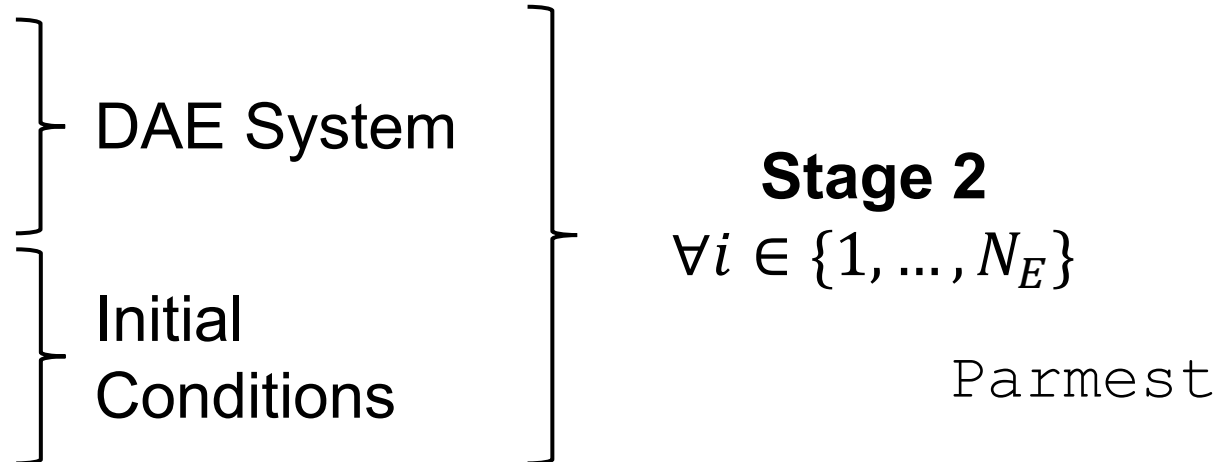 DAE System
Initial
Conditions
Stage 2
∀i ∈ {1, … , N_E}
Parmest